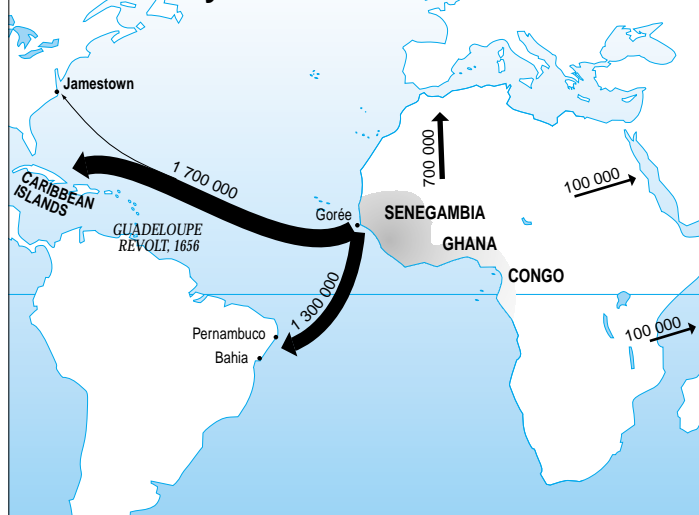 Jamestown
1 700 000
700 000
100 000
CARIBBEAN
ISLANDS
GUADELOUPE
REVOLT, 1656
Gorée
SENEGAMBIA
GHANA
CONGO
1 300 000
Pernambuco
Bahia
100 000